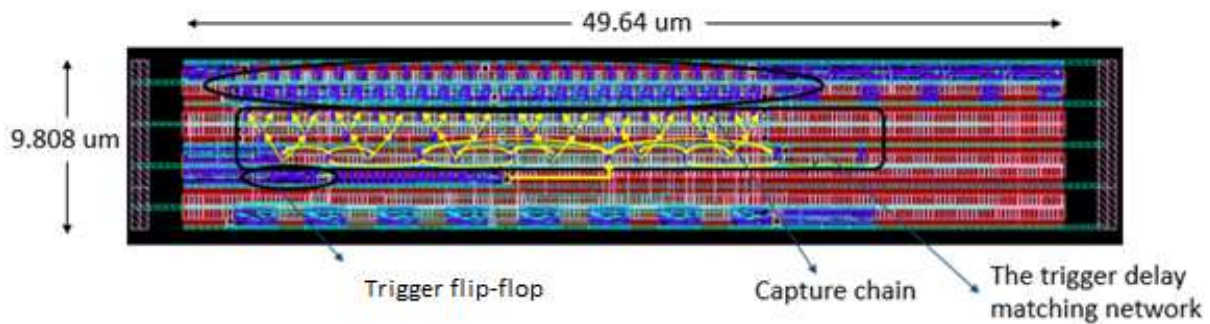 49.64 um
9.808 um
Trigger flip-flop
Capture chain
The trigger delay
matching network